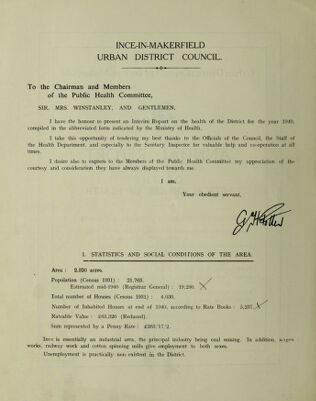 INCE-IN-MAKERFIELD
URBAN DISTRICT COUNCIL.
To the Chairman and Members
of the Public Health Committee,
SIR, MRS. WINSTANLEY, AND GENTLEMEN,
I have the honour to present an Interim Report on the health of the District for the year 1940,
compiled in the abbreviated form indicated by the Ministry of Health.
I take this opportunity of tendering my best thanks to the Officials of the Council, the Staff of
the Health Department, and especially to the Sanitary Inspector for valuable help and co-operation at all
times.
I desire also to express to the Members of the Public Health Committee my appreciation of the
courtesy and consideration they have always displayed towards me.
I am,
Your obedient servant,
1. STATISTICS AND SOCIAL CONDITIONS OF THE AREA.
Area : 2,320 acres.
Population (Census 1931) : 21,763.
Estimated mid-1940 (Registrar General) : 19,290.
Total number of Houses (Census 1931) : 4,630.
Number of Inhabited Houses at end of 1940, according to Rate Books : 5,237.
Rateable Value : (Reduced).
Sum represented by a Penny Rate :
Ince is essentially an industrial area, the principal industry being coal mining. In addition, wagon
works, railway work and cotton spinning mills give employment to both sexes.
Unemployment is practically non existent in the District.